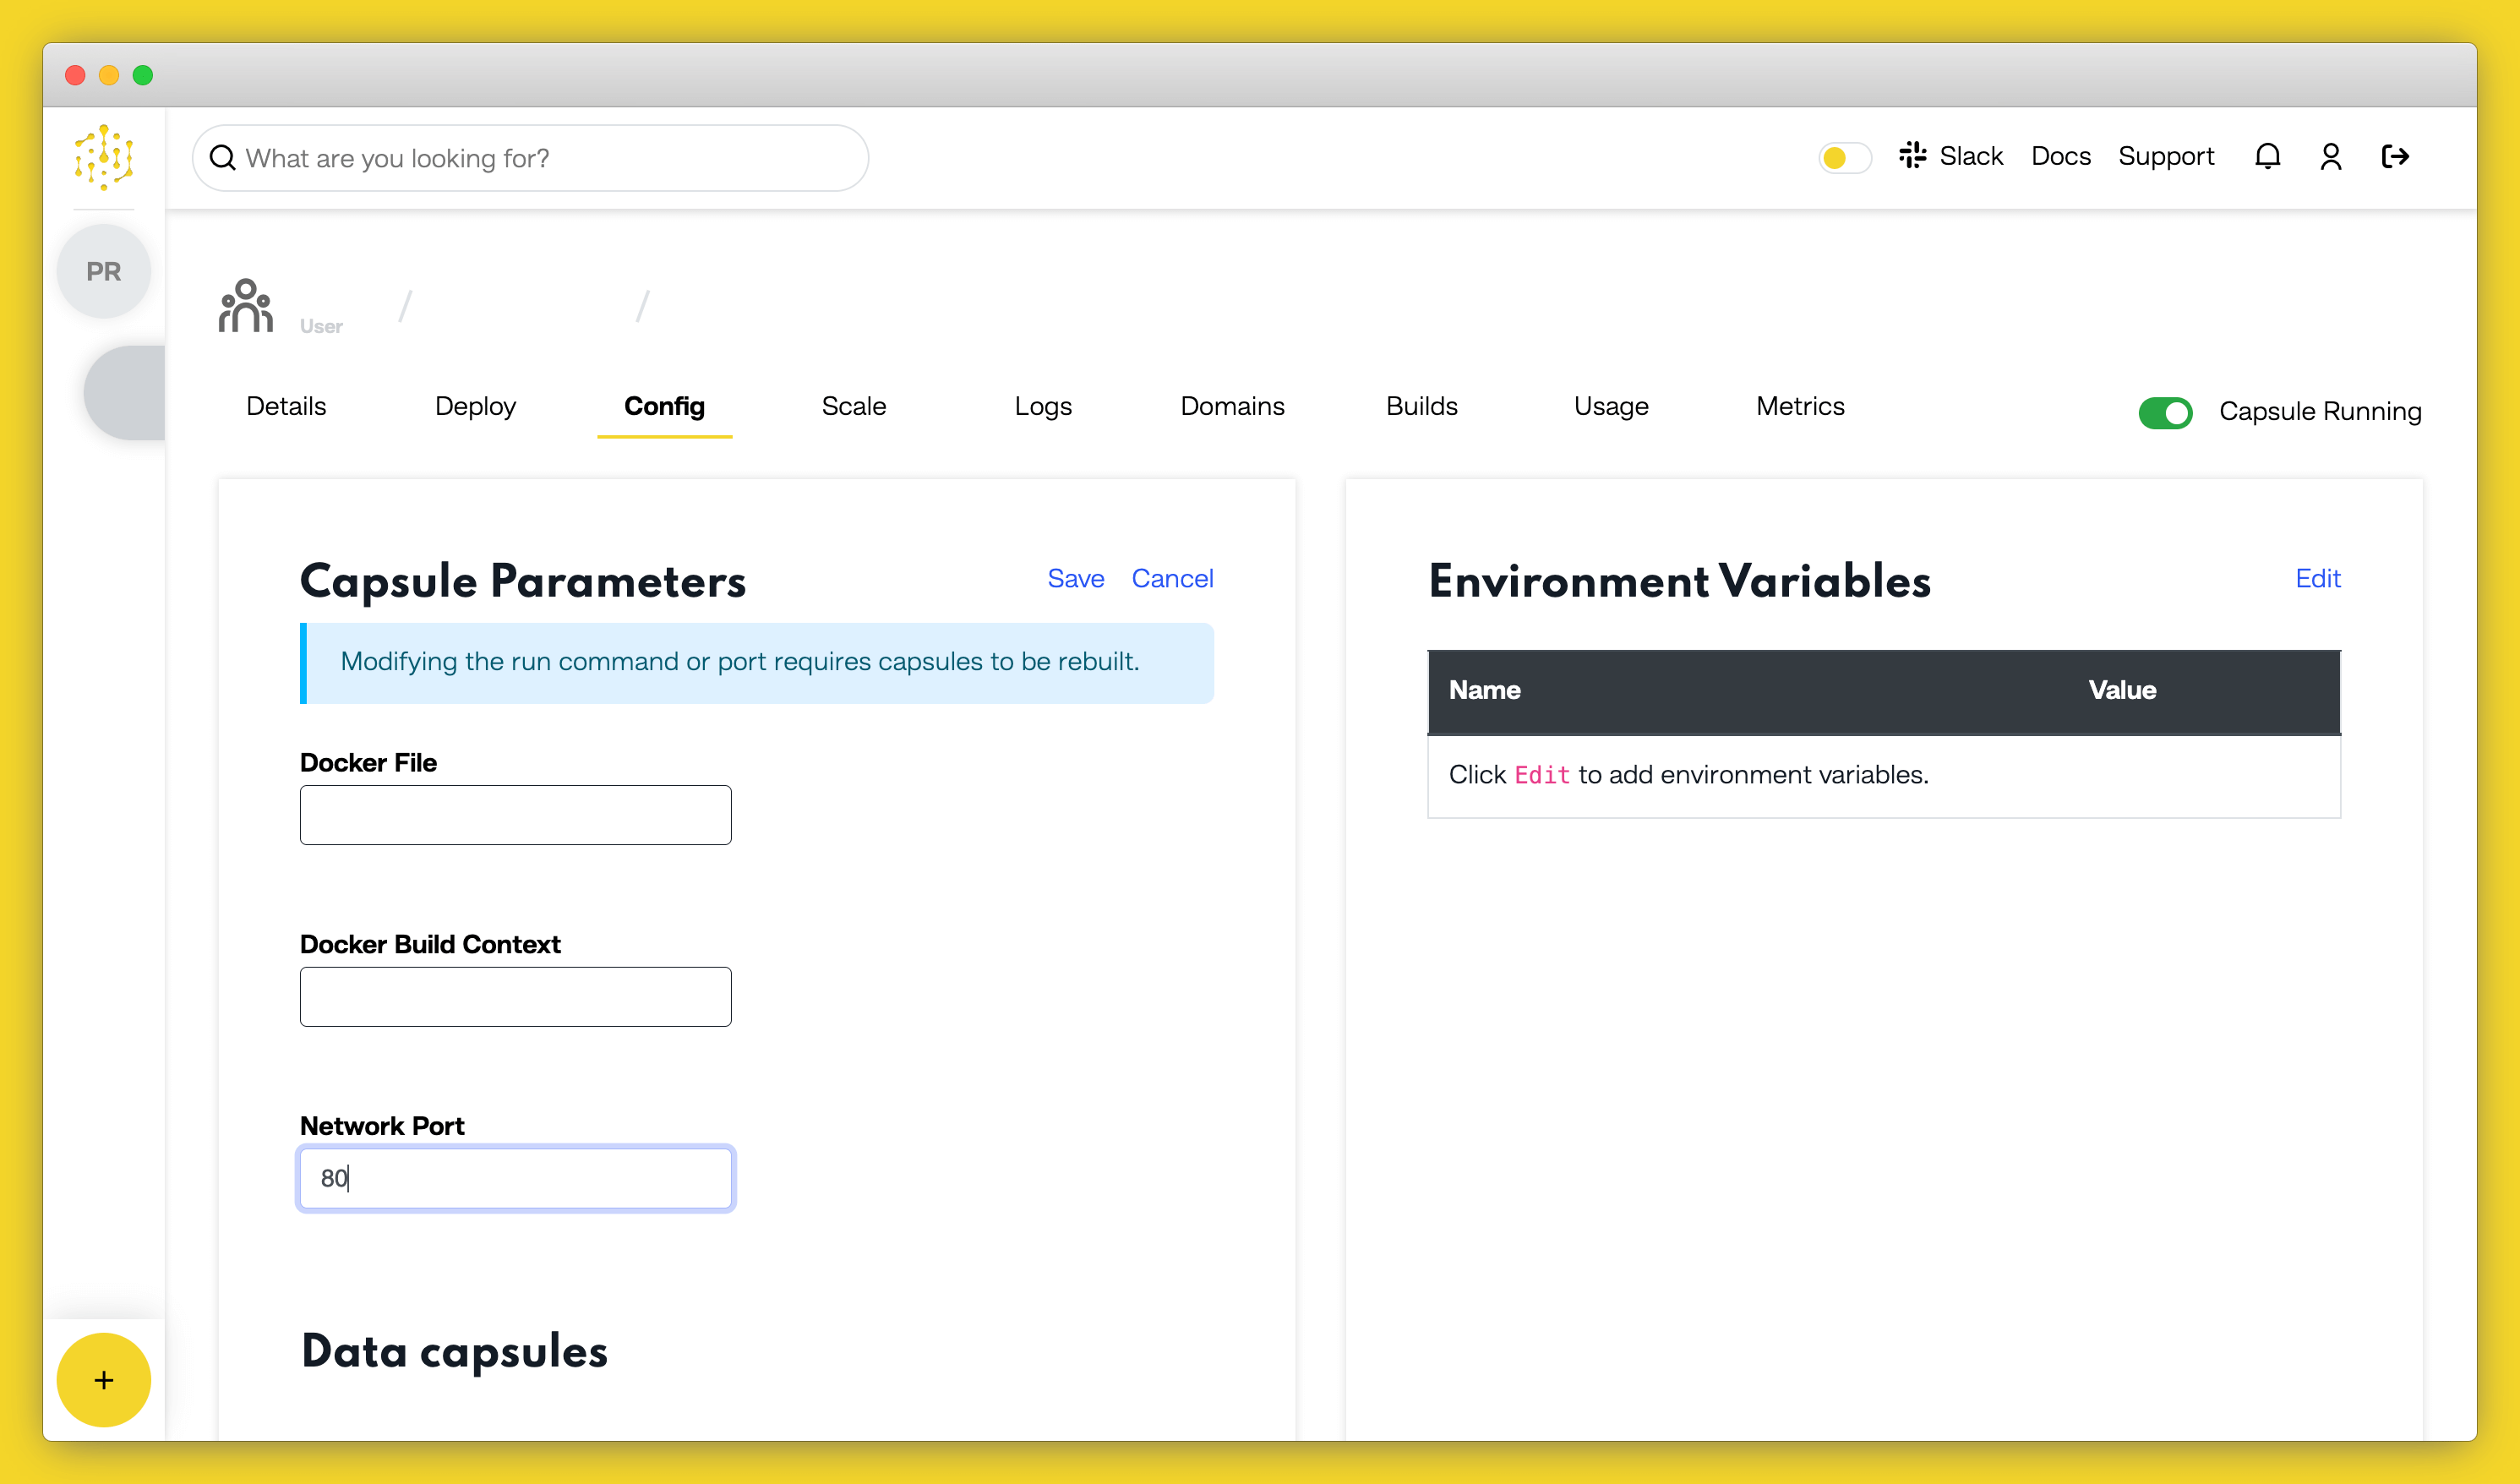 What are you looking for?
Slack Docs Support
PR
User / /
Details Deploy Config Scale Logs Domains Builds Usage Metrics
Capsule Running
Capsule Parameters
Save Cancel
Modifying the run command or port requires capsules to be rebuilt.
Docker File
Docker Build Context
Network Port
80
Data capsules
Environment Variables
Edit
Name Value
Click Edit to add environment variables.
+